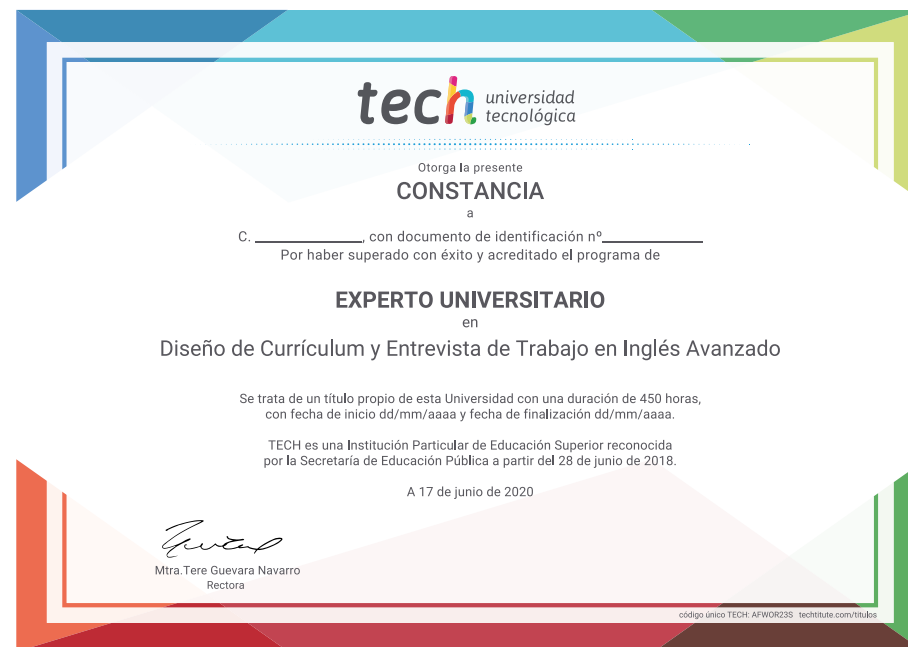 tech universidad
tecnológica
Otorga la presente
CONSTANCIA
a
C. ____________, con documento de identificación nº____________
Por haber superado con éxito y acreditado el programa de
EXPERTO UNIVERSITARIO
en
Diseño de Currículum y Entrevista de Trabajo en Inglés Avanzado
Se trata de un título propio de esta Universidad con una duración de 450 horas,
con fecha de inicio dd/mm/aaaa y fecha de finalización dd/mm/aaaa.
TECH es una Institución Particular de Educación Superior reconocida
por la Secretaría de Educación Pública a partir del 28 de junio de 2018.
A 17 de junio de 2020
Mtra.Tere Guevara Navarro
Rectora
código único TECH: AFWOR23S techtitute.com/titulos